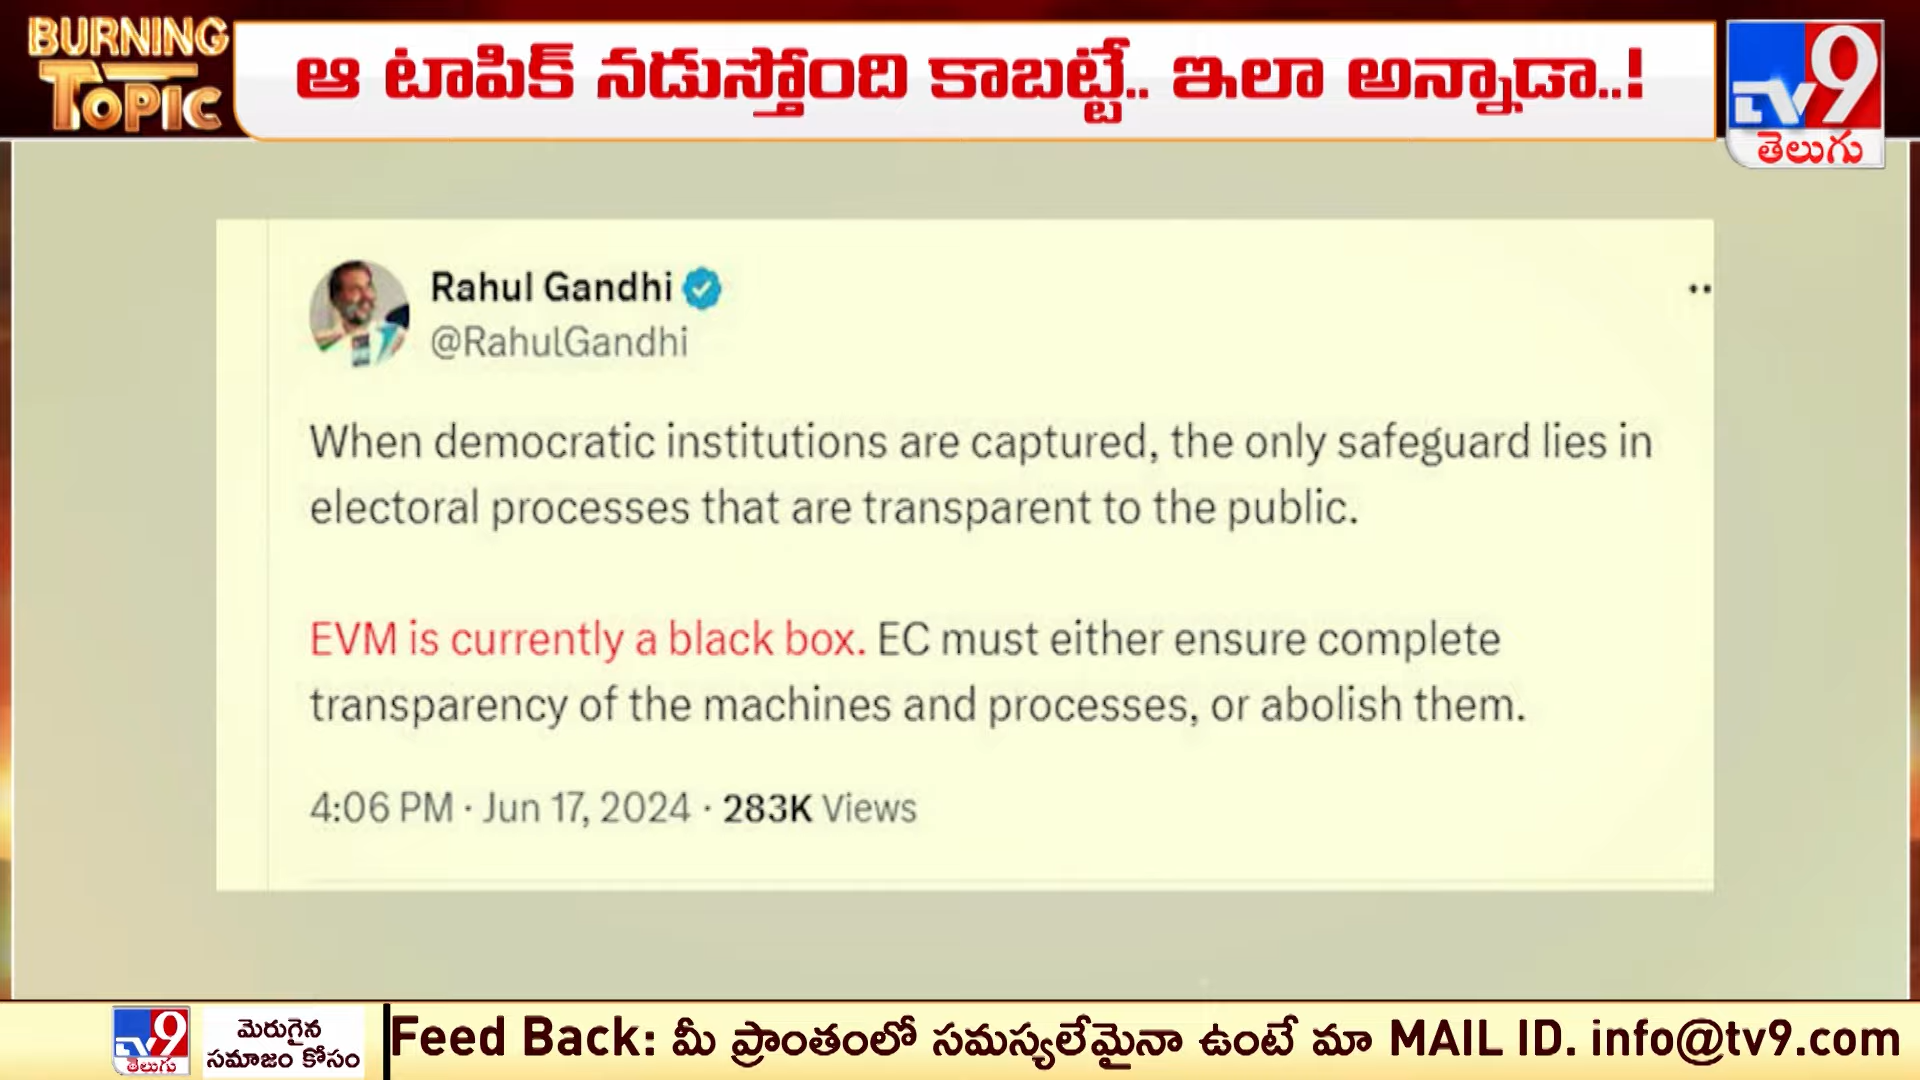 BURNING
TOPIC
ఆ టాపిక్ నడుస్తోంది కాబట్టే.. ఇలా అన్నాడా..!
TV9
తెలుగు
Rahul Gandhi
@RahulGandhi
When democratic institutions are captured, the only safeguard lies in
electoral processes that are transparent to the public.
EVM is currently a black box. EC must either ensure complete
transparency of the machines and processes, or abolish them.
4:06 PM · Jun 17, 2024 · 283K Views
TV9
తెలుగు
మెరుగైన
సమాజం కోసం
Feed Back: మీ ప్రాంతంలో సమస్యలేమైనా ఉంటే మా MAIL ID. info@tv9.com